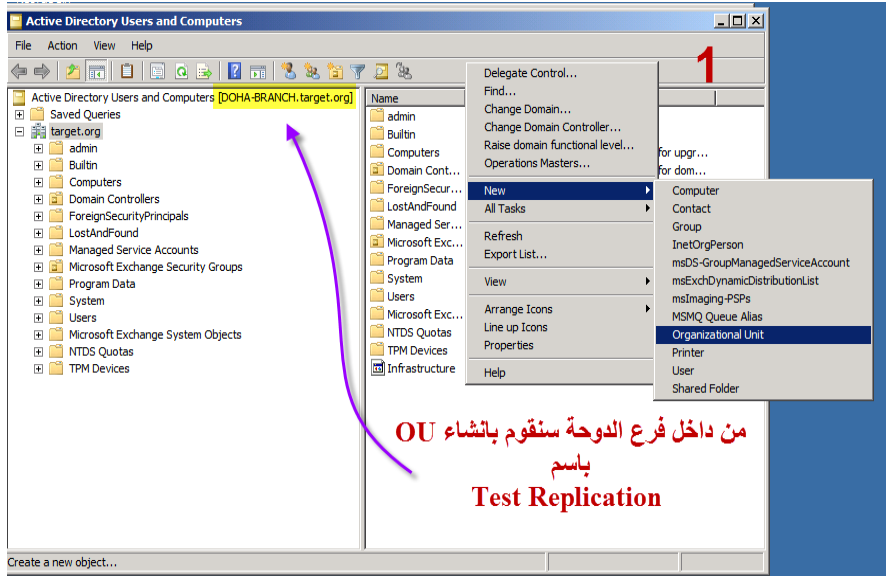 Active Directory Users and Computers
File Action View Help
1
Active Directory Users and Computers [DOHA-BRANCH.target.org]
Saved Queries
target.org
admin
Builtin
Computers
Domain Controllers
ForeignSecurityPrincipals
LostAndFound
Managed Service Accounts
Microsoft Exchange Security Groups
Program Data
System
Users
Microsoft Exchange System Objects
NTDS Quotas
TPM Devices
Name
admin
Builtin
Computers
for upgr...
Domain Cont...
for dom...
ForeignSecur...
LostAndFound
Managed Ser...
Microsoft Exc...
Program Data
System
Users
Microsoft Exc...
NTDS Quotas
TPM Devices
Infrastructure
Delegate Control...
Find...
Change Domain...
Change Domain Controller...
Raise domain functional level...
Operations Masters...
New
All Tasks
Refresh
Export List...
View
Arrange Icons
Line up Icons
Properties
Help
Computer
Contact
Group
InetOrgPerson
msDS-GroupManagedServiceAccount
msExchDynamicDistributionList
msImaging-PSPs
MSMQ Queue Alias
Organizational Unit
Printer
User
Shared Folder
من داخل فرع الدوحة سنقوم بانشاء OU
باسم
Test Replication
Create a new object...